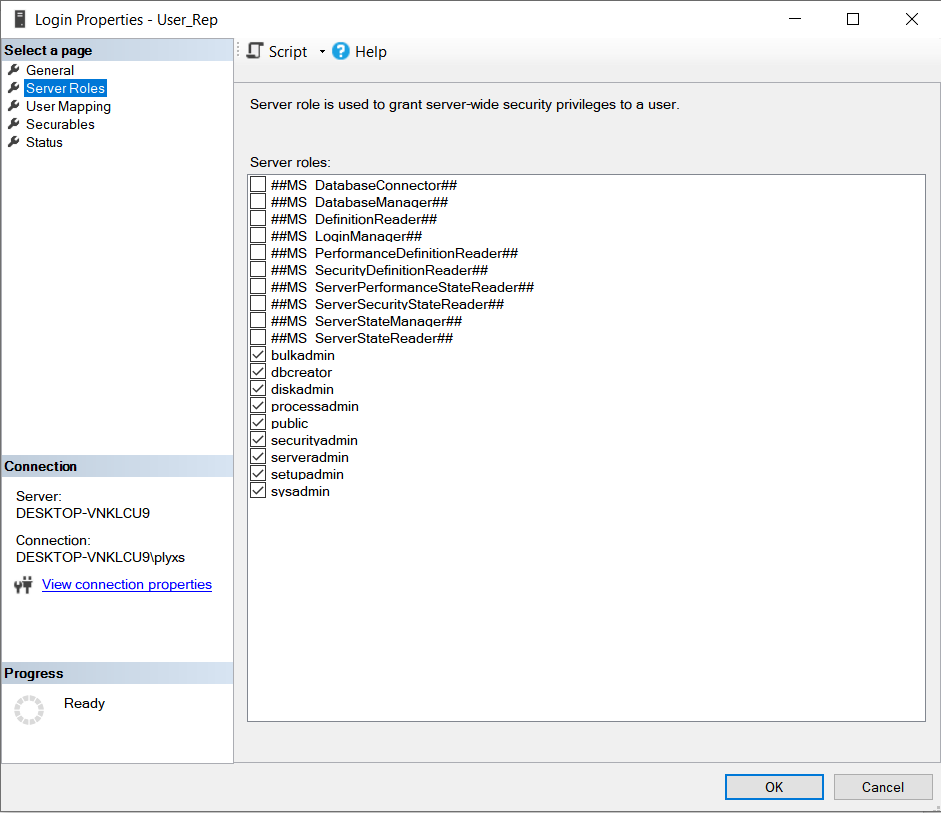 Login Properties - User_Rep
Select a page
General
Server Roles
User Mapping
Securables
Status
Script
Help
Server role is used to grant server-wide security privileges to a user.
Server roles:
##MS_DatabaseConnector##
##MS_DatabaseManager##
##MS_DefinitionReader##
##MS_LoginManager##
##MS_PerformanceDefinitionReader##
##MS_SecurityDefinitionReader##
##MS_ServerPerformanceStateReader##
##MS_ServerSecurityStateReader##
##MS_ServerStateManager##
##MS_ServerStateReader##
bulkadmin
dbcreator
diskadmin
processadmin
public
securityadmin
serveradmin
setupadmin
sysadmin
Connection
Server:
DESKTOP-VNKLCU9
Connection:
DESKTOP-VNKLCU9\plyxs
View connection properties
Progress
Ready
OK
Cancel